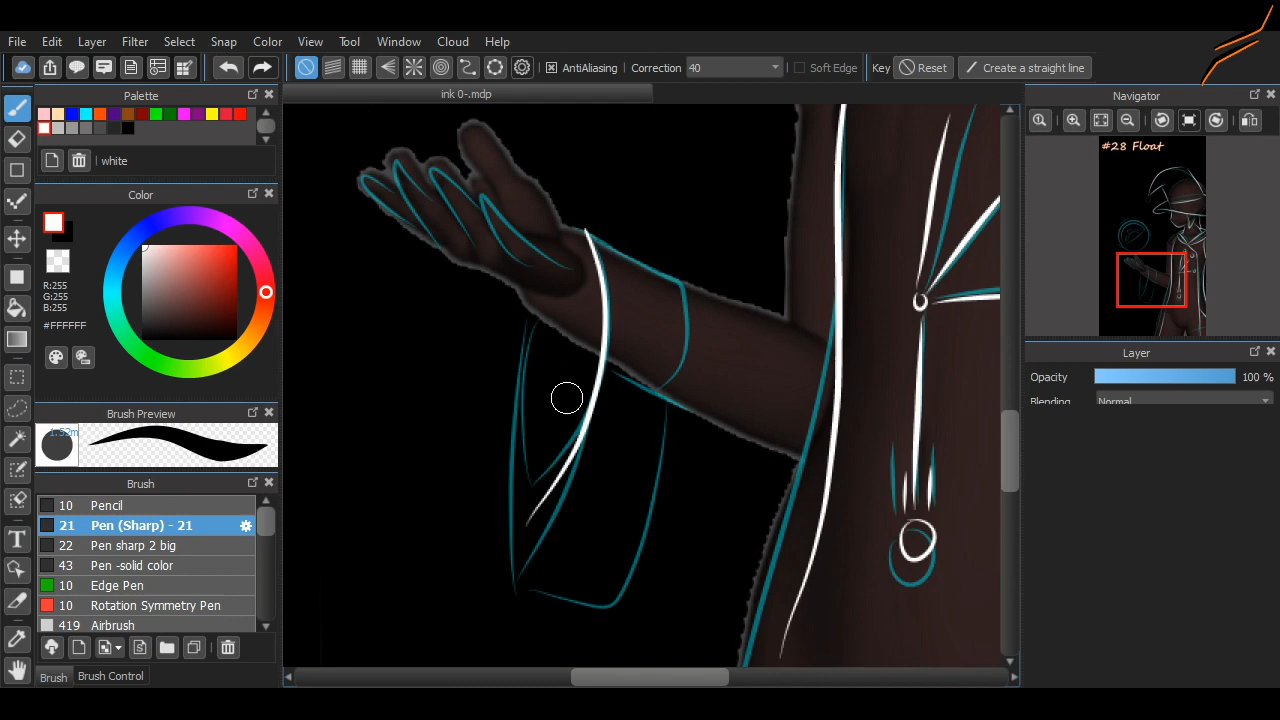 File Edit Layer Filter Select Snap Color View Tool Window Cloud Help
AntiAliasing Correction 40 Soft Edge Key Reset Create a straight line
Palette
ink 0-.mdp
Navigator
#28 Float
white
Color
R:255
G:255
B:255
#FFFFFF
Layer
Opacity 100 %
Blending Normal
Brush Preview
Brush
10 Pencil
21 Pen (Sharp) - 21
22 Pen sharp 2 big
43 Pen -solid color
10 Edge Pen
10 Rotation Symmetry Pen
419 Airbrush
Brush Brush Control